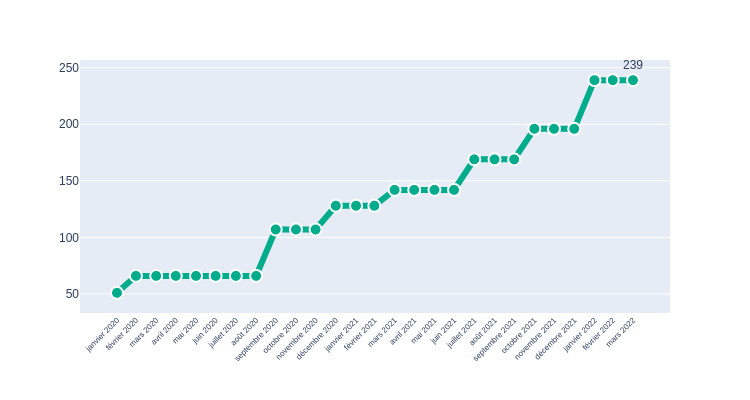 239
250
200
150
100
50
janvier 2020
février 2020
mars 2020
avril 2020
mai 2020
juin 2020
juillet 2020
août 2020
septembre 2020
octobre 2020
novembre 2020
décembre 2020
janvier 2021
février 2021
mars 2021
avril 2021
mai 2021
juin 2021
juillet 2021
août 2021
septembre 2021
octobre 2021
novembre 2021
décembre 2021
janvier 2022
février 2022
mars 2022